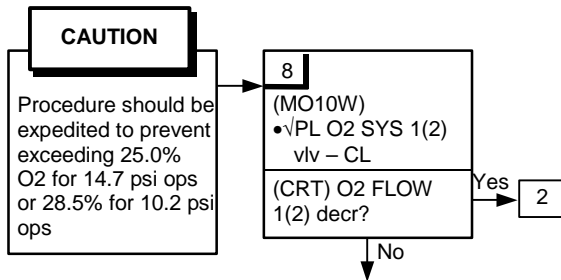 CAUTION
Procedure should be
expedited to prevent
exceeding 25.0%
O2 for 14.7 psi ops
or 28.5% for 10.2 psi
ops
8
(MO10W)
•√PL O2 SYS 1(2)
vlv – CL
(CRT) O2 FLOW
1(2) decr?
Yes
2
No